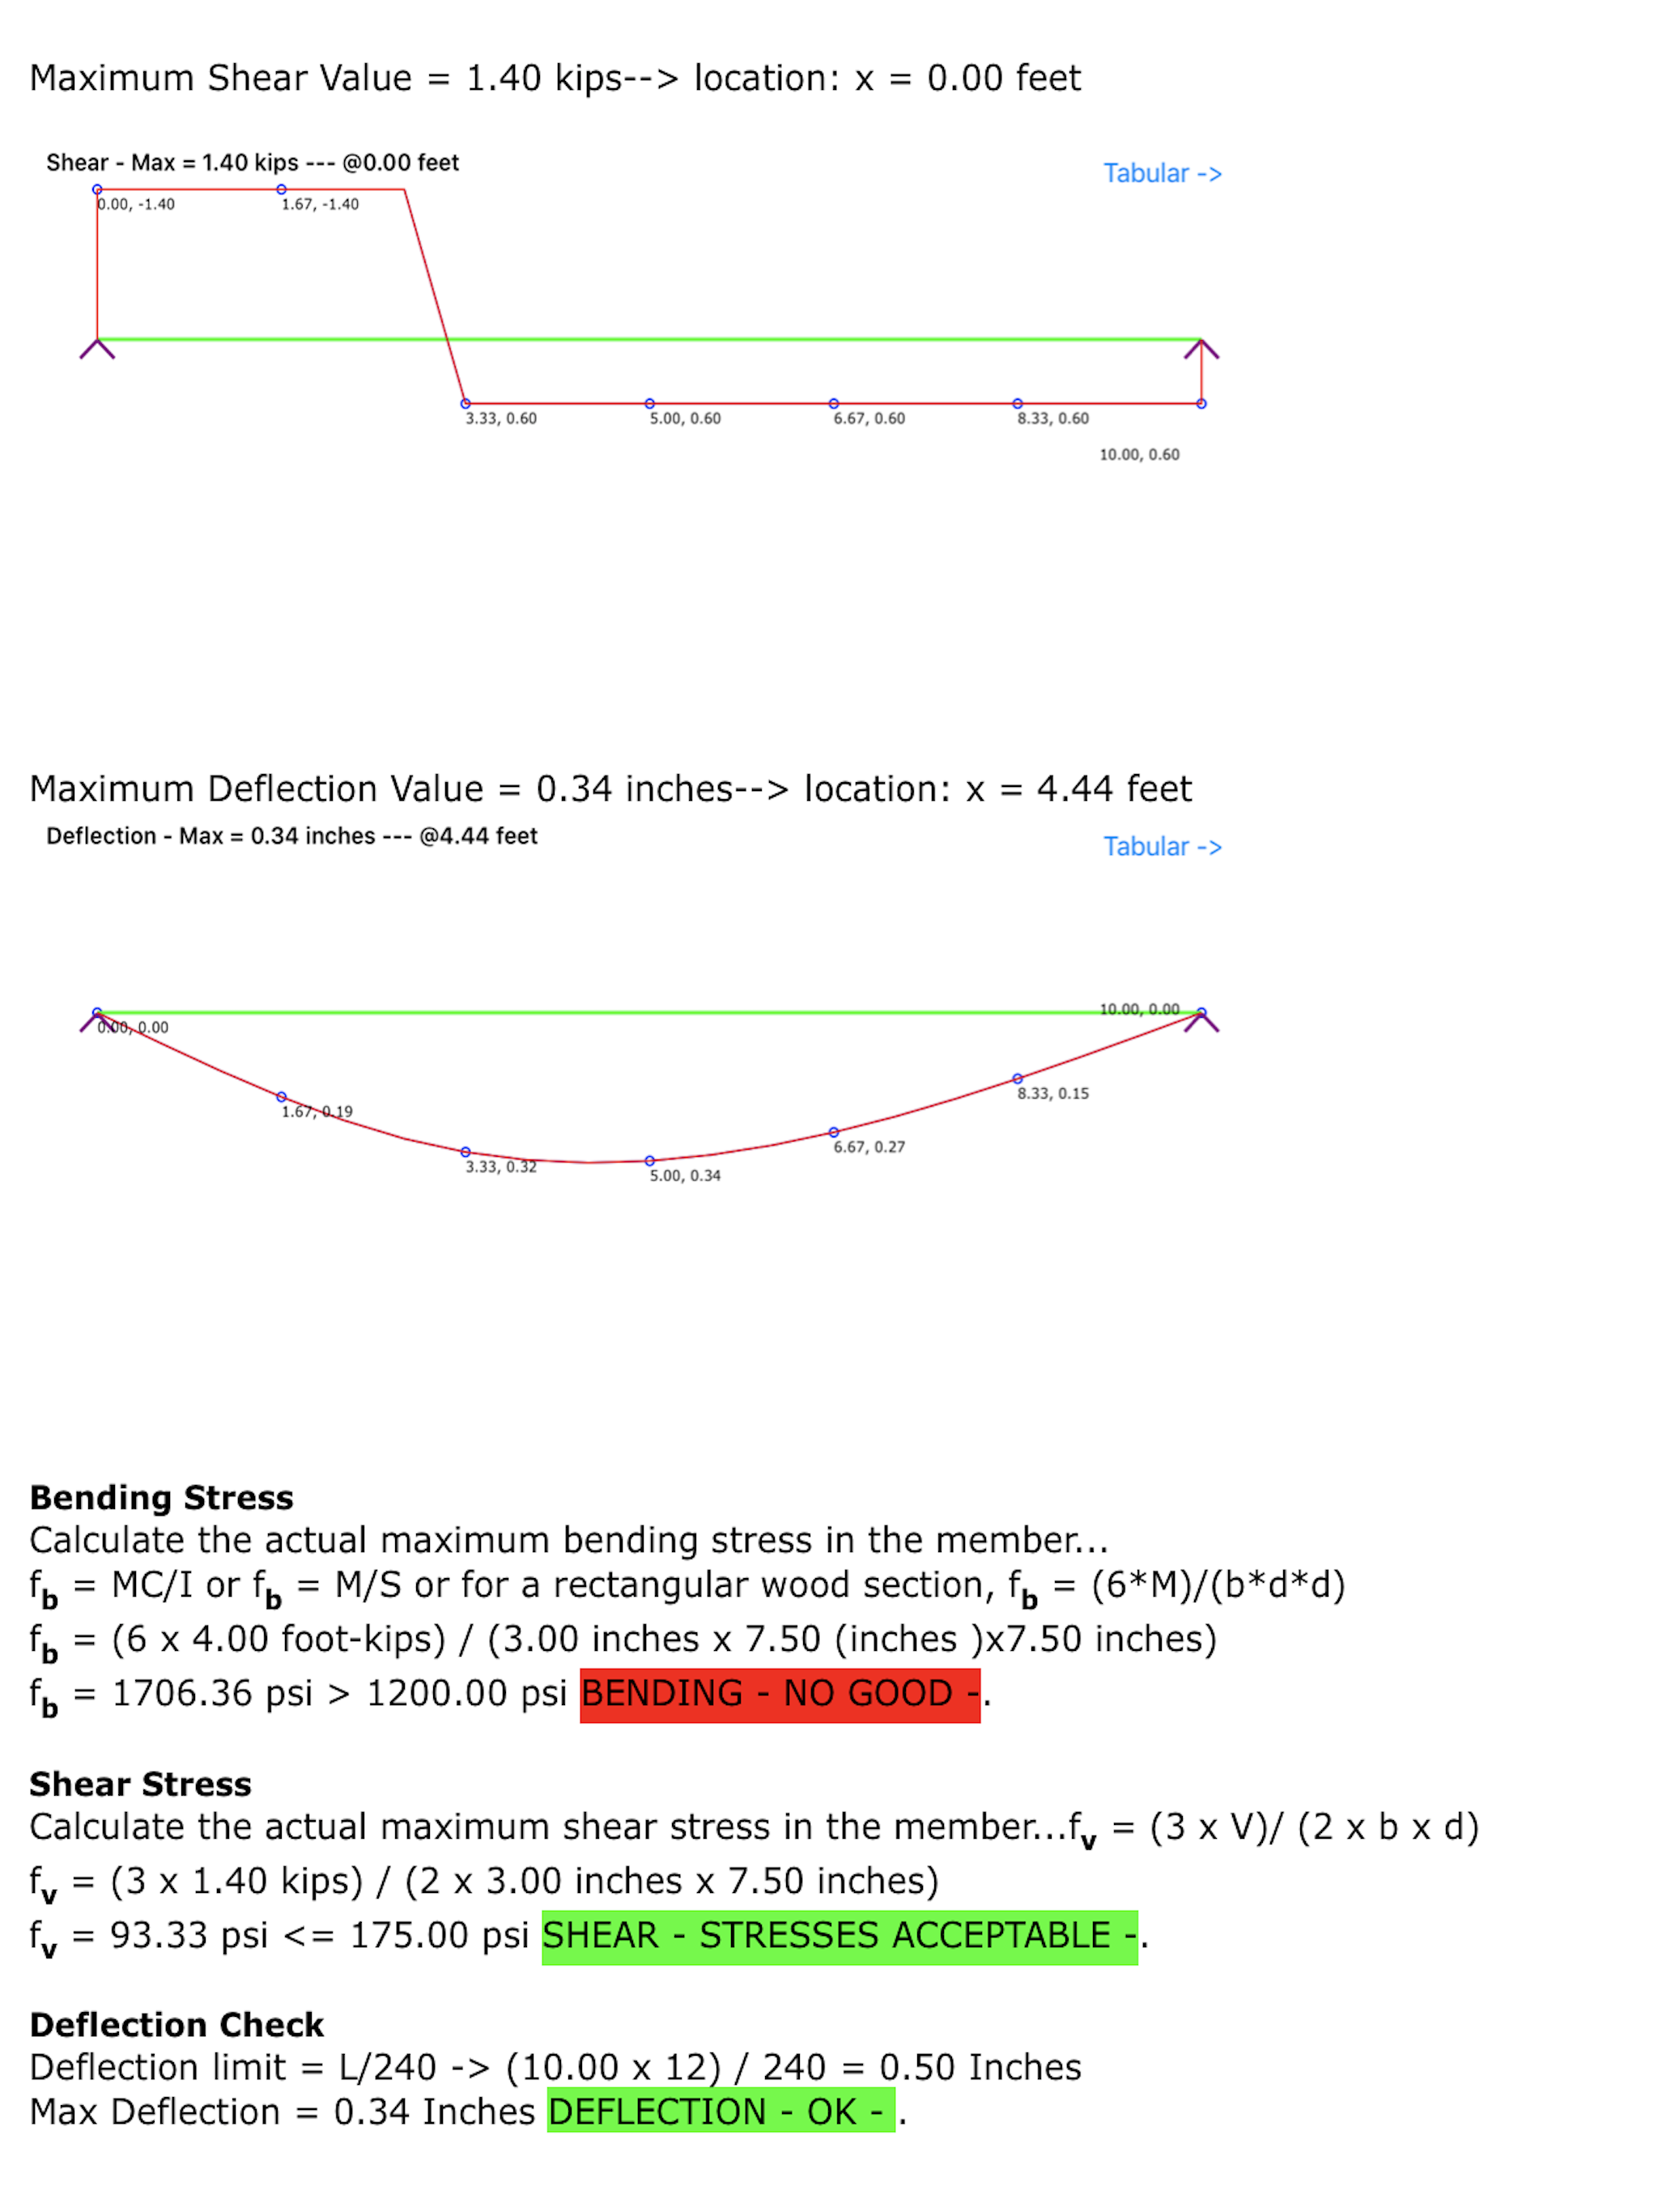 Maximum Shear Value = 1.40 kips--> location: x = 0.00 feet
Shear - Max = 1.40 kips --- @0.00 feet
Tabular ->
0.00, -1.40
1.67, -1.40
3.33, 0.60
5.00, 0.60
6.67, 0.60
8.33, 0.60
10.00, 0.60
Maximum Deflection Value = 0.34 inches--> location: x = 4.44 feet
Deflection - Max = 0.34 inches --- @4.44 feet
Tabular ->
0.00, 0.00
10.00, 0.00
1.67, 0.19
3.33, 0.32
5.00, 0.34
6.67, 0.27
8.33, 0.15
Bending Stress
Calculate the actual maximum bending stress in the member...
fb = MC/I or fb = M/S or for a rectangular wood section, fb = (6*M)/(b*d*d)
fb = (6 x 4.00 foot-kips) / (3.00 inches x 7.50 (inches )x7.50 inches)
fb = 1706.36 psi > 1200.00 psi BENDING - NO GOOD -.
Shear Stress
Calculate the actual maximum shear stress in the member...fv = (3 x V)/ (2 x b x d)
fv = (3 x 1.40 kips) / (2 x 3.00 inches x 7.50 inches)
fv = 93.33 psi <= 175.00 psi SHEAR - STRESSES ACCEPTABLE -.
Deflection Check
Deflection limit = L/240 -> (10.00 x 12) / 240 = 0.50 Inches
Max Deflection = 0.34 Inches DEFLECTION - OK - .